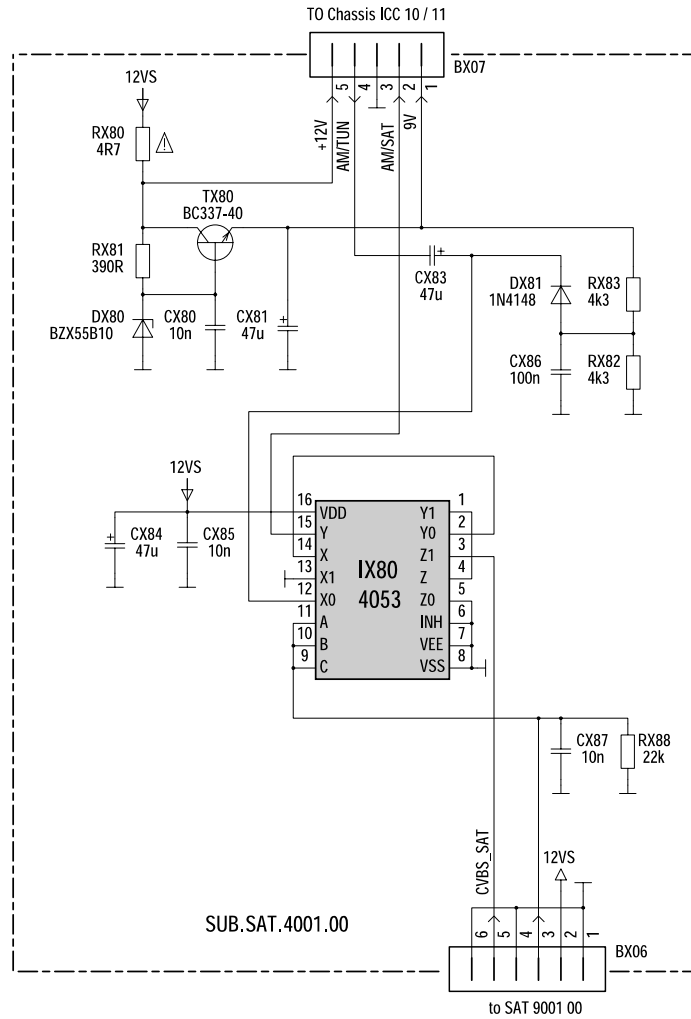 TO Chassis ICC 10 / 11
BX07
5 4 3 2 1
+12V
AM/TUN
AM/SAT
9V
12VS
RX80
4R7
TX80
BC337-40
RX81
390R
DX80
BZX55B10
CX80
10n
CX81
47u
CX83
47u
DX81
1N4148
RX83
4k3
CX86
100n
RX82
4k3
12VS
CX84
47u
CX85
10n
16 VDD Y1 1
15 Y Y0 2
14 X Z1 3
13 X1 Z 4
12 X0 Z0 5
11 A INH 6
10 B VEE 7
9 C VSS 8
IX80
4053
CX87
10n
RX88
22k
CVBS_SAT
12VS
SUB.SAT.4001.00
6 5 4 3 2 1
BX06
to SAT 9001 00